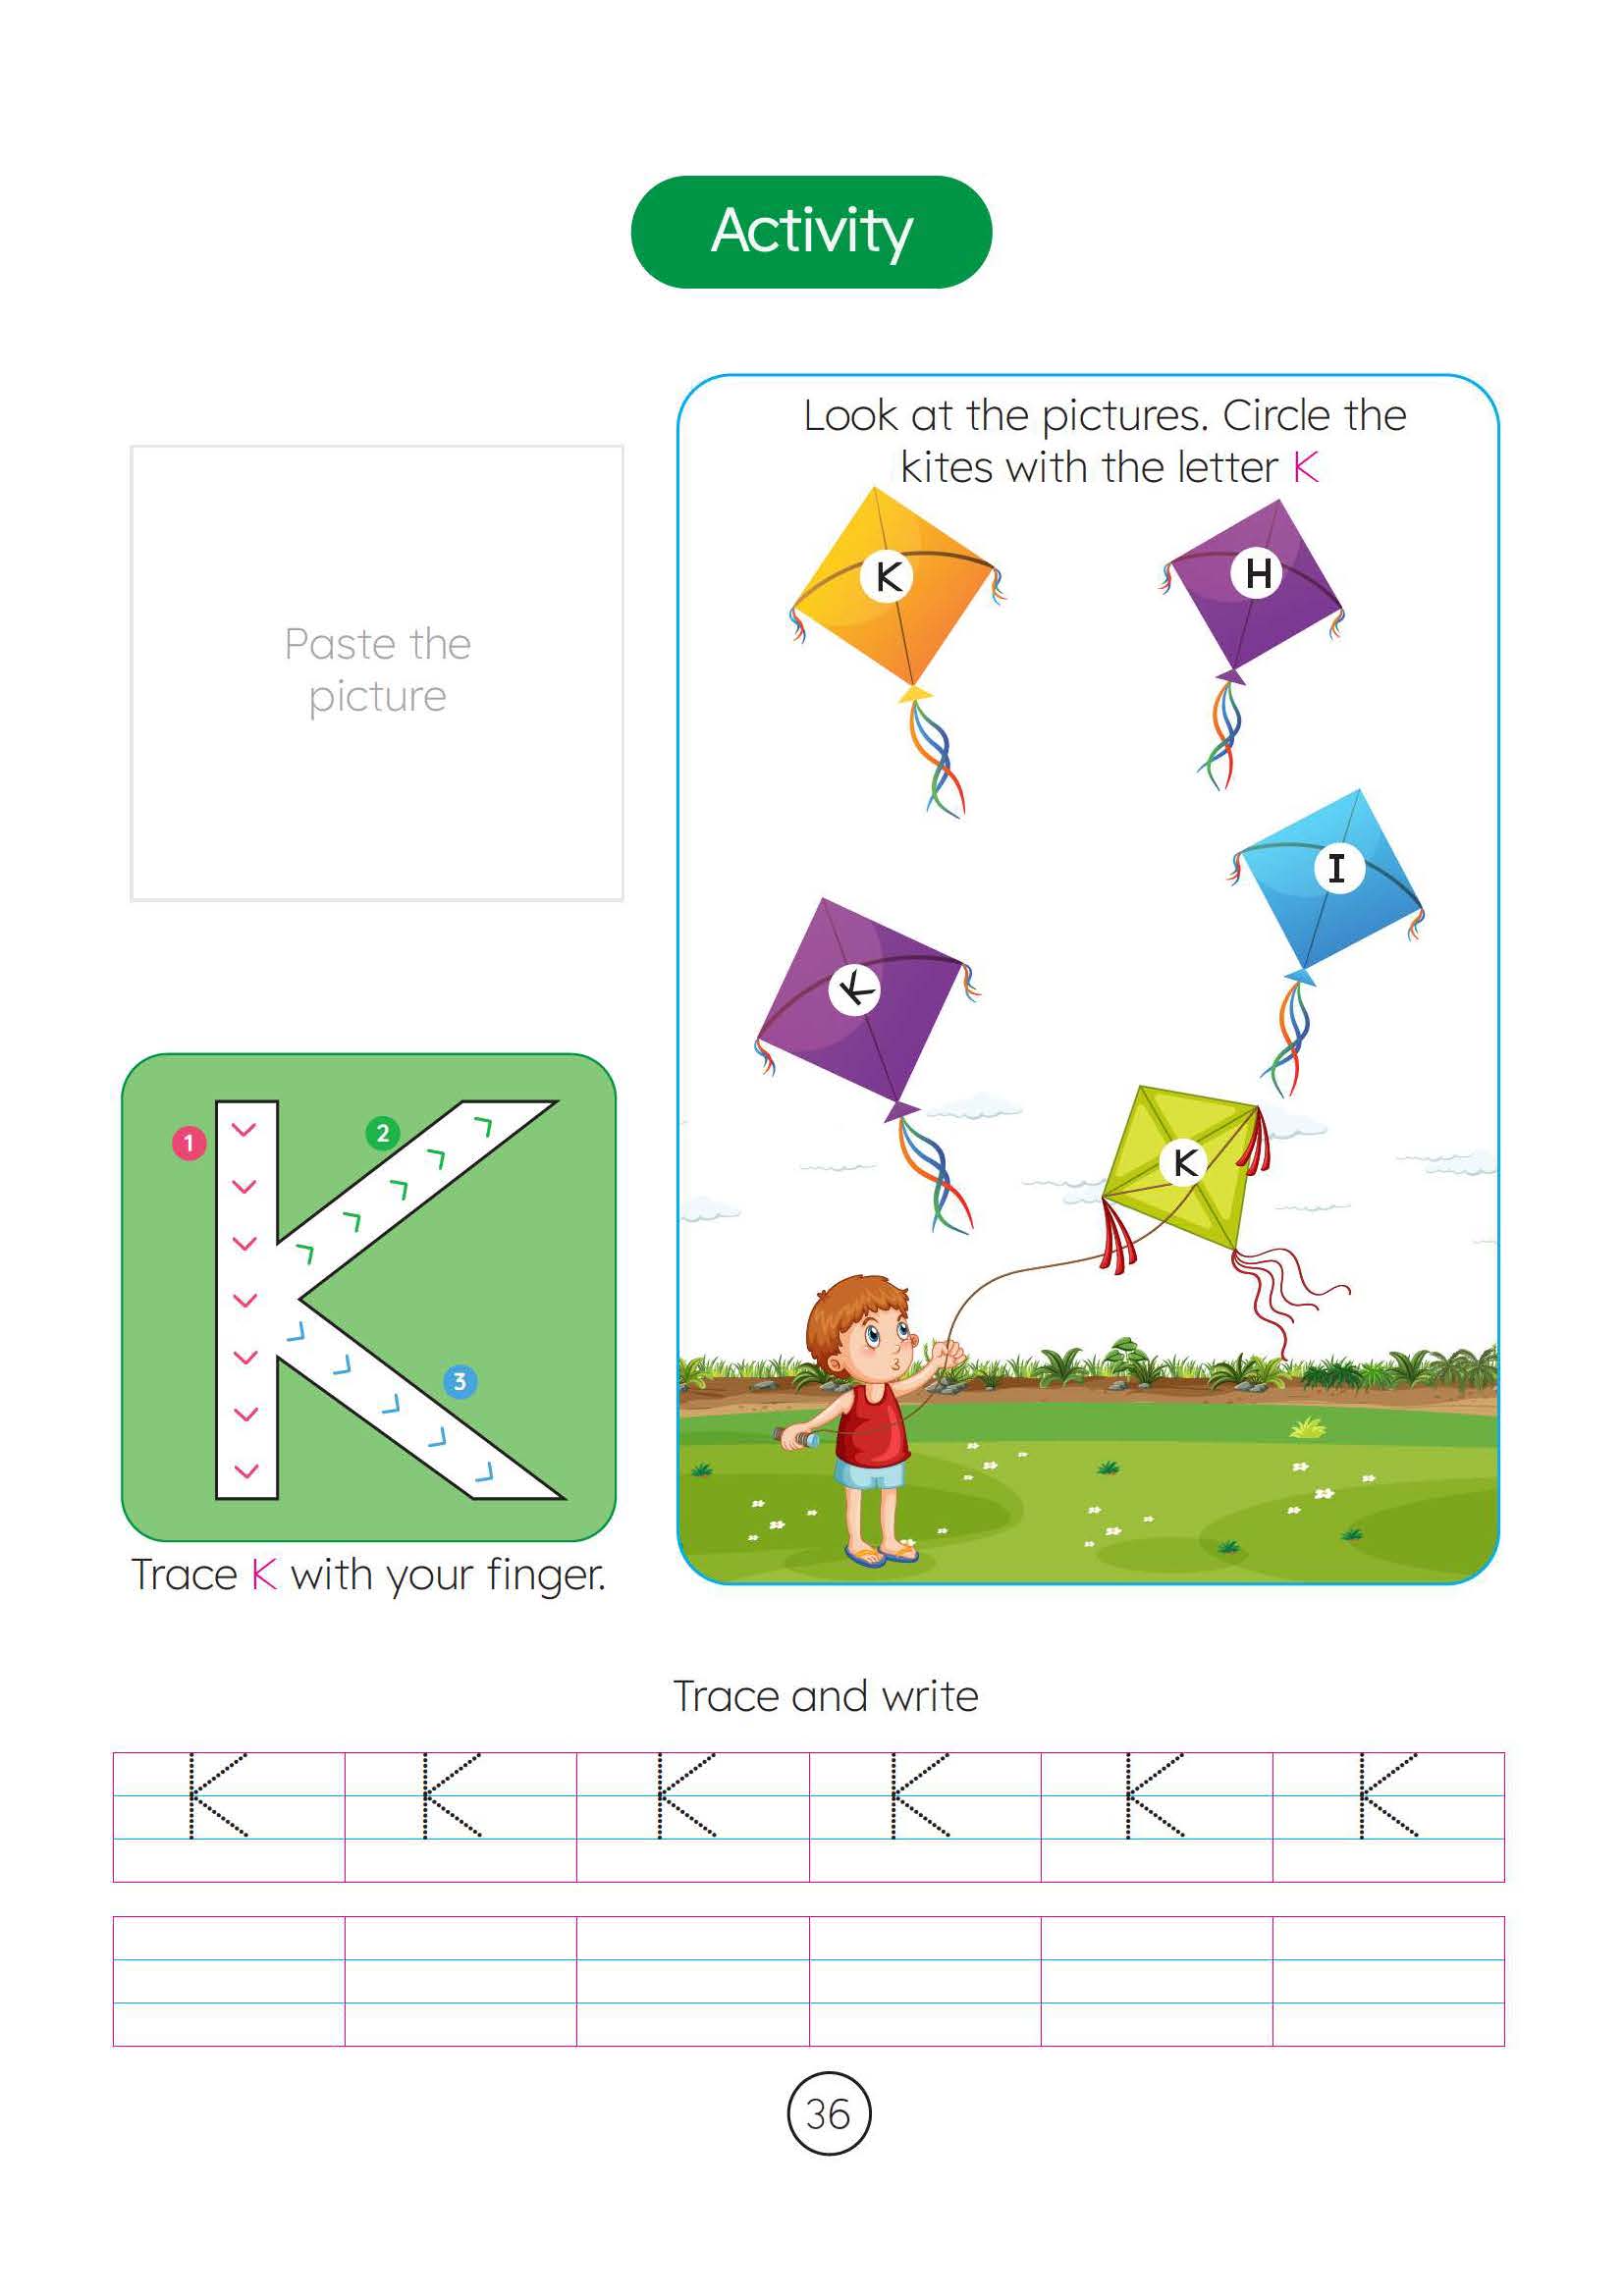 Activity
Paste the
picture
Look at the pictures. Circle the
kites with the letter K
K
H
I
K
K
1
2
3
Trace K with your finger.
Trace and write
K K K K K K
36